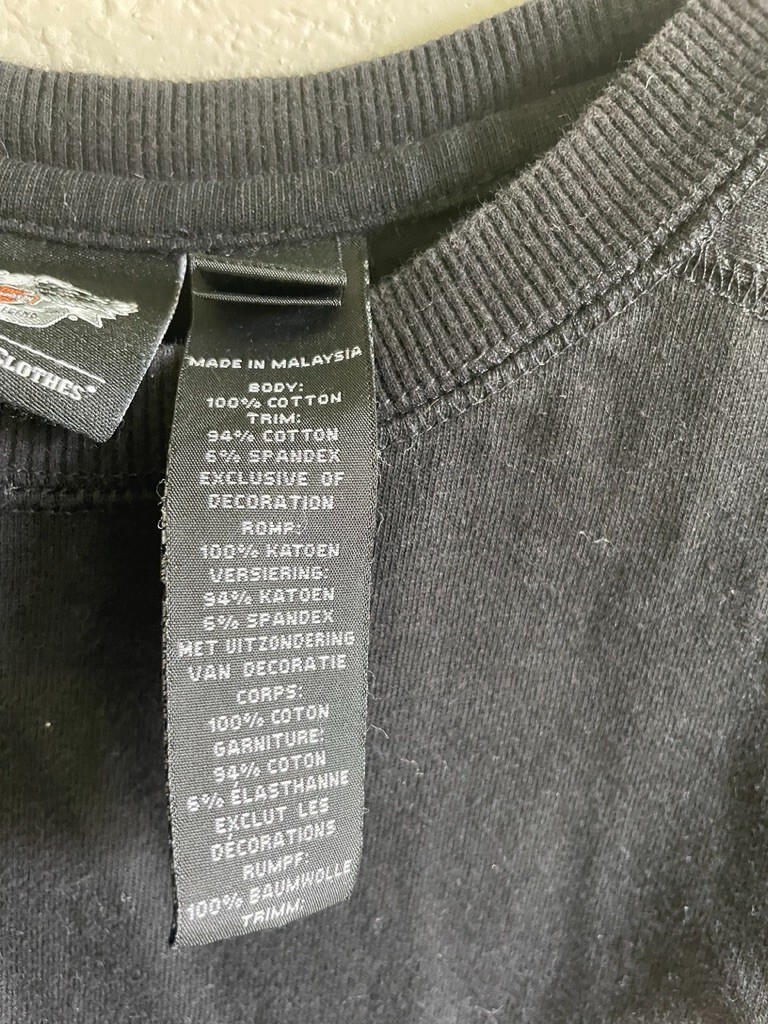 CLOTHES®
MADE IN MALAYSIA
BODY:
100% COTTON
TRIM:
94% COTTON
6% SPANDEX
EXCLUSIVE OF
DECORATION
ROMP:
100% KATOEN
VERSIERING:
94% KATOEN
6% SPANDEX
MET UITZONDERING
VAN DECORATIE
CORPS:
100% COTON
GARNITURE:
94% COTON
6% ÉLASTHANNE
EXCLUT LES
DÉCORATIONS
RUMPF:
100% BAUMWOLLE
TRIMM: